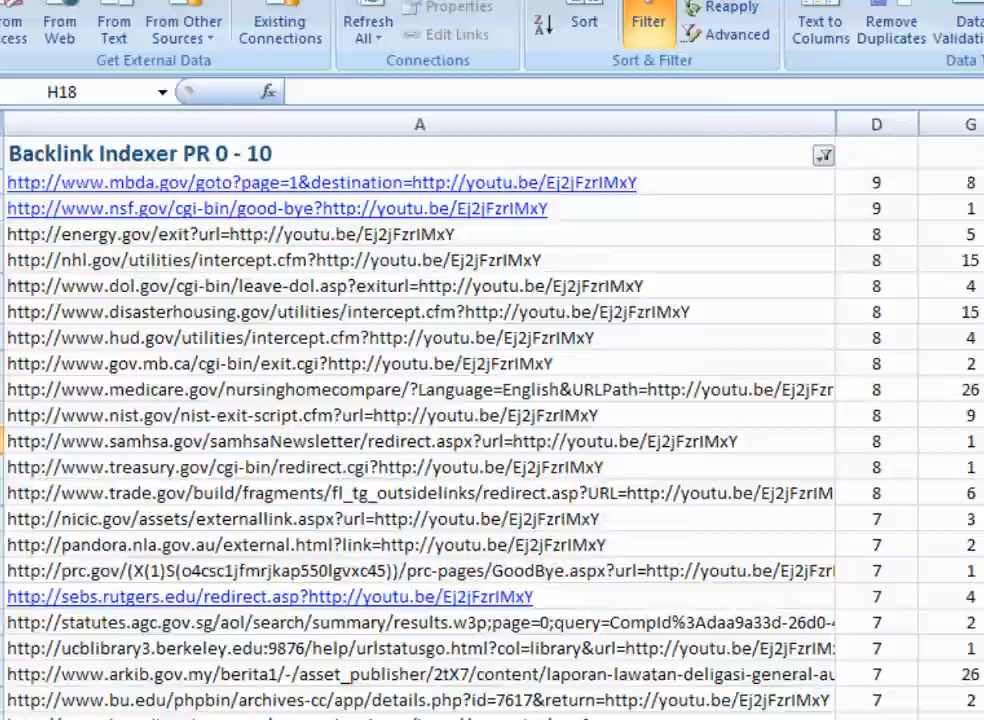 From From From From Other Existing Refresh Properties Sort Filter Reapply Text to Remove Data
Access Web Text Sources Connections All Edit Links Advanced Columns Duplicates Validation
Get External Data Connections Sort & Filter Data T
H18 fx
A D G
Backlink Indexer PR 0 - 10
http://www.mbda.gov/goto?page=1&destination=http://youtu.be/Ej2jFzrIMxY 9 8
http://www.nsf.gov/cgi-bin/good-bye?http://youtu.be/Ej2jFzrIMxY 9 1
http://energy.gov/exit?url=http://youtu.be/Ej2jFzrIMxY 8 5
http://nhl.gov/utilities/intercept.cfm?http://youtu.be/Ej2jFzrIMxY 8 15
http://www.dol.gov/cgi-bin/leave-dol.asp?exiturl=http://youtu.be/Ej2jFzrIMxY 8 4
http://www.disasterhousing.gov/utilities/intercept.cfm?http://youtu.be/Ej2jFzrIMxY 8 15
http://www.hud.gov/utilities/intercept.cfm?http://youtu.be/Ej2jFzrIMxY 8 4
http://www.gov.mb.ca/cgi-bin/exit.cgi?http://youtu.be/Ej2jFzrIMxY 8 2
http://www.medicare.gov/nursinghomecompare/?Language=English&URLPath=http://youtu.be/Ej2jFzr 8 26
http://www.nist.gov/nist-exit-script.cfm?url=http://youtu.be/Ej2jFzrIMxY 8 9
http://www.samhsa.gov/samhsaNewsletter/redirect.aspx?url=http://youtu.be/Ej2jFzrIMxY 8 1
http://www.treasury.gov/cgi-bin/redirect.cgi?http://youtu.be/Ej2jFzrIMxY 8 1
http://www.trade.gov/build/fragments/fl_tg_outsidelinks/redirect.asp?URL=http://youtu.be/Ej2jFzrIM 8 6
http://nicic.gov/assets/externallink.aspx?url=http://youtu.be/Ej2jFzrIMxY 7 3
http://pandora.nla.gov.au/external.html?link=http://youtu.be/Ej2jFzrIMxY 7 2
http://prc.gov/(X(1)S(o4csc1jfmrjkap550lgvxc45))/prc-pages/GoodBye.aspx?url=http://youtu.be/Ej2jFzrI 7 1
http://sebs.rutgers.edu/redirect.asp?http://youtu.be/Ej2jFzrIMxY 7 4
http://statutes.agc.gov.sg/aol/search/summary/results.w3p;page=0;query=CompId%3Adaa9a33d-26d0-4 7 2
http://ucblibrary3.berkeley.edu:9876/help/urlstatusgo.html?col=library&url=http://youtu.be/Ej2jFzrIM 7 1
http://www.arkib.gov.my/berita1/-/asset_publisher/2tX7/content/laporan-lawatan-deligasi-general-au 7 26
http://www.bu.edu/phpbin/archives-cc/app/details.php?id=7617&return=http://youtu.be/Ej2jFzrIMxY 7 2